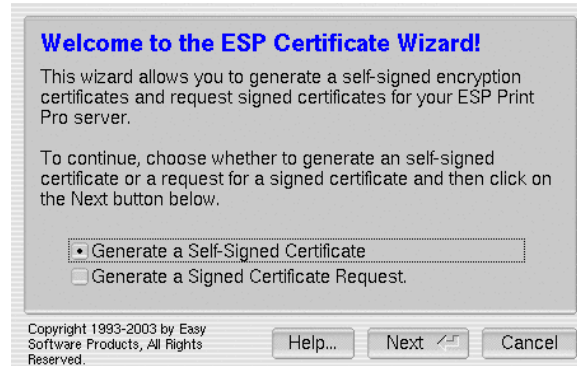 Welcome to the ESP Certificate Wizard!
This wizard allows you to generate a self-signed encryption
certificates and request signed certificates for your ESP Print
Pro server.
To continue, choose whether to generate an self-signed
certificate or a request for a signed certificate and then click on
the Next button below.
Generate a Self-Signed Certificate
Generate a Signed Certificate Request.
Copyright 1993-2003 by Easy
Software Products, All Rights
Reserved.
Help... Next Cancel